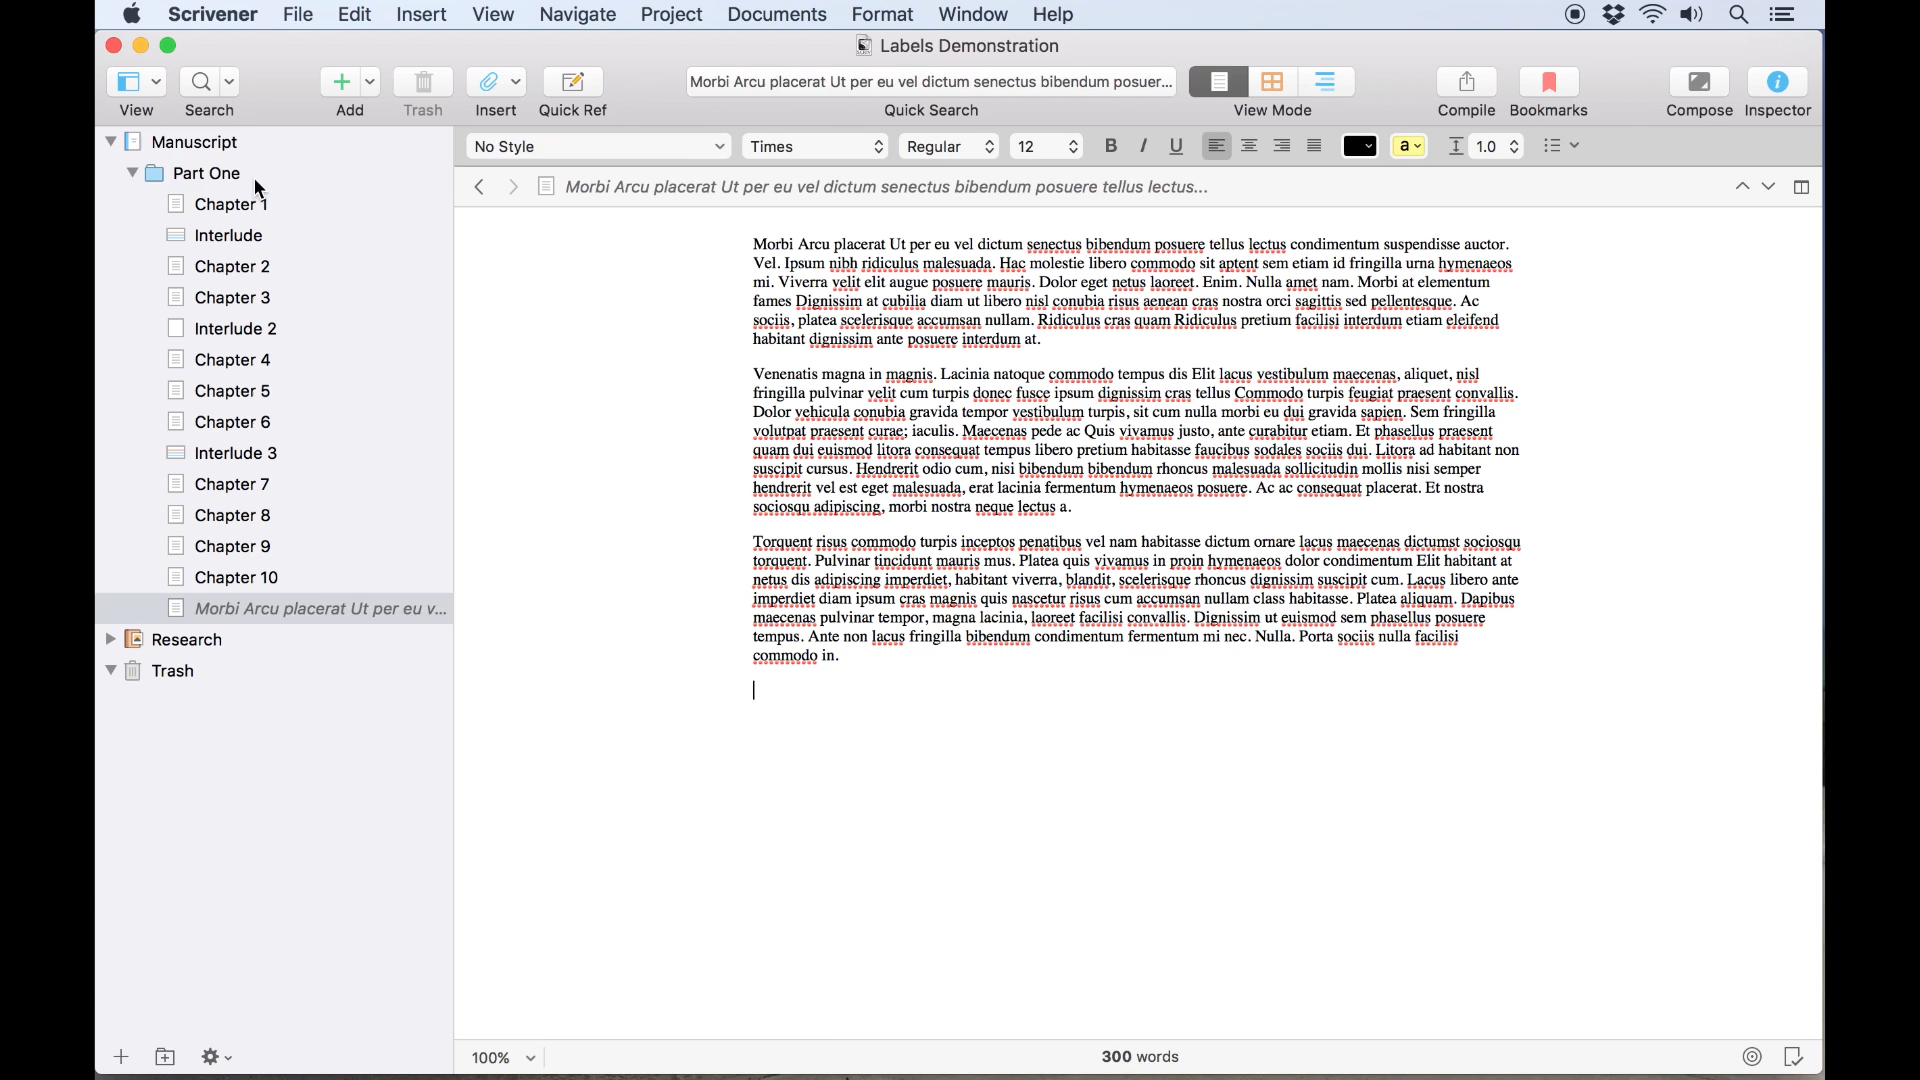 Scrivener File Edit Insert View Navigate Project Documents Format Window Help
Labels Demonstration
Morbi Arcu placerat Ut per eu vel dictum senectus bibendum posuer...
View Search Add Trash Insert Quick Ref Quick Search View Mode Compile Bookmarks Compose Inspector
No Style Times Regular 12 B I U a 1.0
Morbi Arcu placerat Ut per eu vel dictum senectus bibendum posuere tellus lectus...
Manuscript
Part One
Chapter 1
Interlude
Chapter 2
Chapter 3
Interlude 2
Chapter 4
Chapter 5
Chapter 6
Interlude 3
Chapter 7
Chapter 8
Chapter 9
Chapter 10
Morbi Arcu placerat Ut per eu v...
Research
Trash
Morbi Arcu placerat Ut per eu vel dictum senectus bibendum posuere tellus lectus condimentum suspendisse auctor.
Vel. Ipsum nibh ridiculus malesuada. Hac molestie libero commodo sit aptent sem etiam id fringilla urna hymenaeos
mi. Viverra velit elit augue posuere mauris. Dolor eget netus laoreet. Enim. Nulla amet nam. Morbi at elementum
fames Dignissim at cubilia diam ut libero nisl conubia risus aenean cras nostra orci sagittis sed pellentesque. Ac
sociis, platea scelerisque accumsan nullam. Ridiculus cras quam Ridiculus pretium facilisi interdum etiam eleifend
habitant dignissim ante posuere interdum at.
Venenatis magna in magnis. Lacinia natoque commodo tempus dis Elit lacus vestibulum maecenas, aliquet, nisl
fringilla pulvinar velit cum turpis donec fusce ipsum dignissim cras tellus Commodo turpis feugiat praesent convallis.
Dolor vehicula conubia gravida tempor vestibulum turpis, sit cum nulla morbi eu dui gravida sapien. Sem fringilla
volutpat praesent curae; iaculis. Maecenas pede ac Quis vivamus justo, ante curabitur etiam. Et phasellus praesent
quam dui euismod litora consequat tempus libero pretium habitasse faucibus sodales sociis dui. Litora ad habitant non
suscipit cursus. Hendrerit odio cum, nisi bibendum bibendum rhoncus malesuada sollicitudin mollis nisi semper
hendrerit vel est eget malesuada, erat lacinia fermentum hymenaeos posuere. Ac ac consequat placerat. Et nostra
sociosqu adipiscing, morbi nostra neque lectus a.
Torquent risus commodo turpis inceptos penatibus vel nam habitasse dictum ornare lacus maecenas dictumst sociosqu
torquent. Pulvinar tincidunt mauris mus. Platea quis vivamus in proin hymenaeos dolor condimentum Elit habitant at
netus dis adipiscing imperdiet, habitant viverra, blandit, scelerisque rhoncus dignissim suscipit cum. Lacus libero ante
imperdiet diam ipsum cras magnis quis nascetur risus cum accumsan nullam class habitasse. Platea aliquam. Dapibus
maecenas pulvinar tempor, magna lacinia, laoreet facilisi convallis. Dignissim ut euismod sem phasellus posuere
tempus. Ante non lacus fringilla bibendum condimentum fermentum mi nec. Nulla. Porta sociis nulla facilisi
commodo in.
100% 300 words